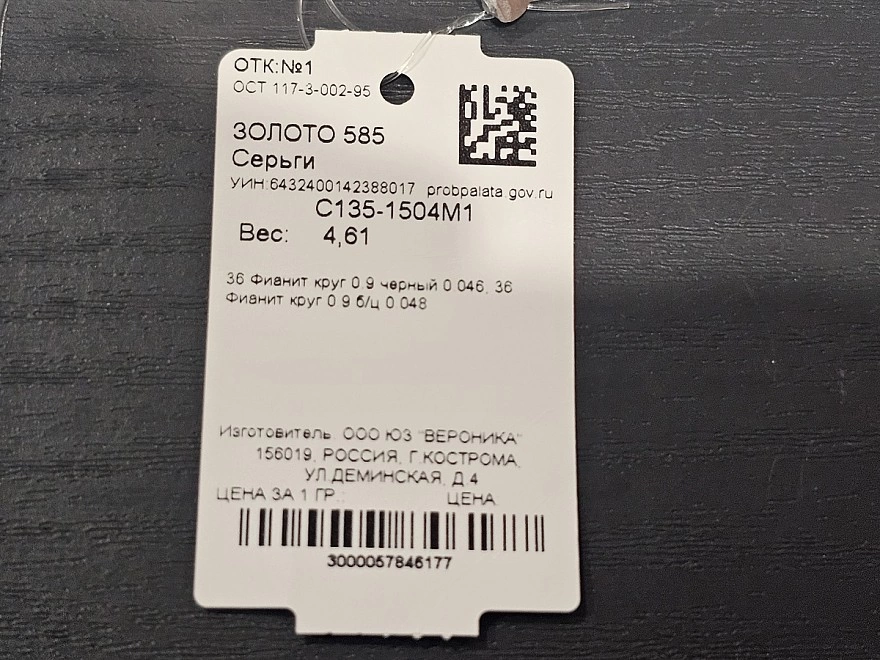 ОТК:№1
ОСТ 117-3-002-95
ЗОЛОТО 585
Серьги
УИН:6432400142388017 probpalata.gov.ru
С135-1504М1
Вес: 4,61
36 Фианит круг 0.9 черный 0.046, 36
Фианит круг 0.9 б/ц 0.048
Изготовитель: ООО ЮЗ "ВЕРОНИКА"
156019, РОССИЯ, Г.КОСТРОМА,
УЛ.ДЕМИНСКАЯ, Д.4
ЦЕНА ЗА 1 ГР.: ЦЕНА
3000057846177